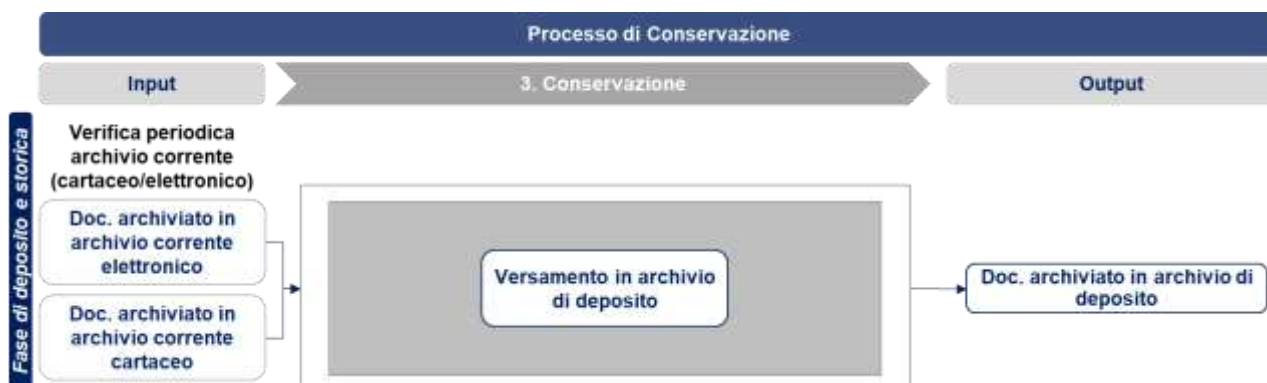 Processo di Conservazione
Input
3. Conservazione
Output
Fase di deposito e storica
Verifica periodica
archivio corrente
(cartaceo/elettronico)
Doc. archiviato in
archivio corrente
elettronico
Doc. archiviato in
archivio corrente
cartaceo
Versamento in archivio
di deposito
Doc. archiviato in archivio di
deposito